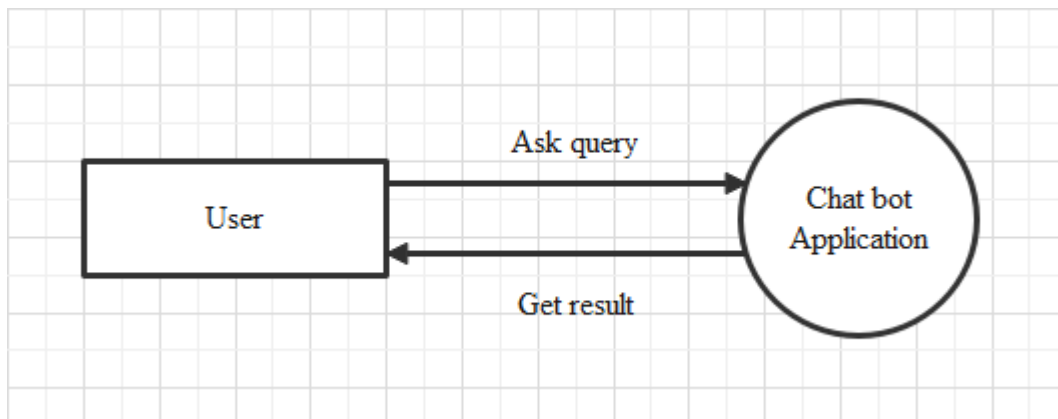 Ask query
User
Chat bot
Application
Get result